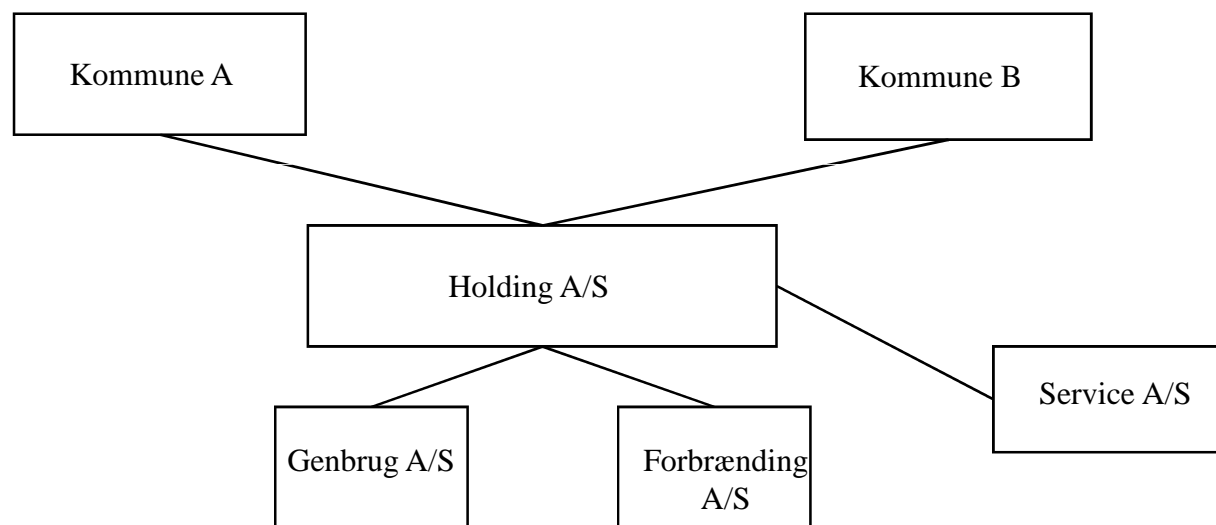 Kommune A
Kommune B
Holding A/S
Service A/S
Genbrug A/S
Forbrænding
A/S